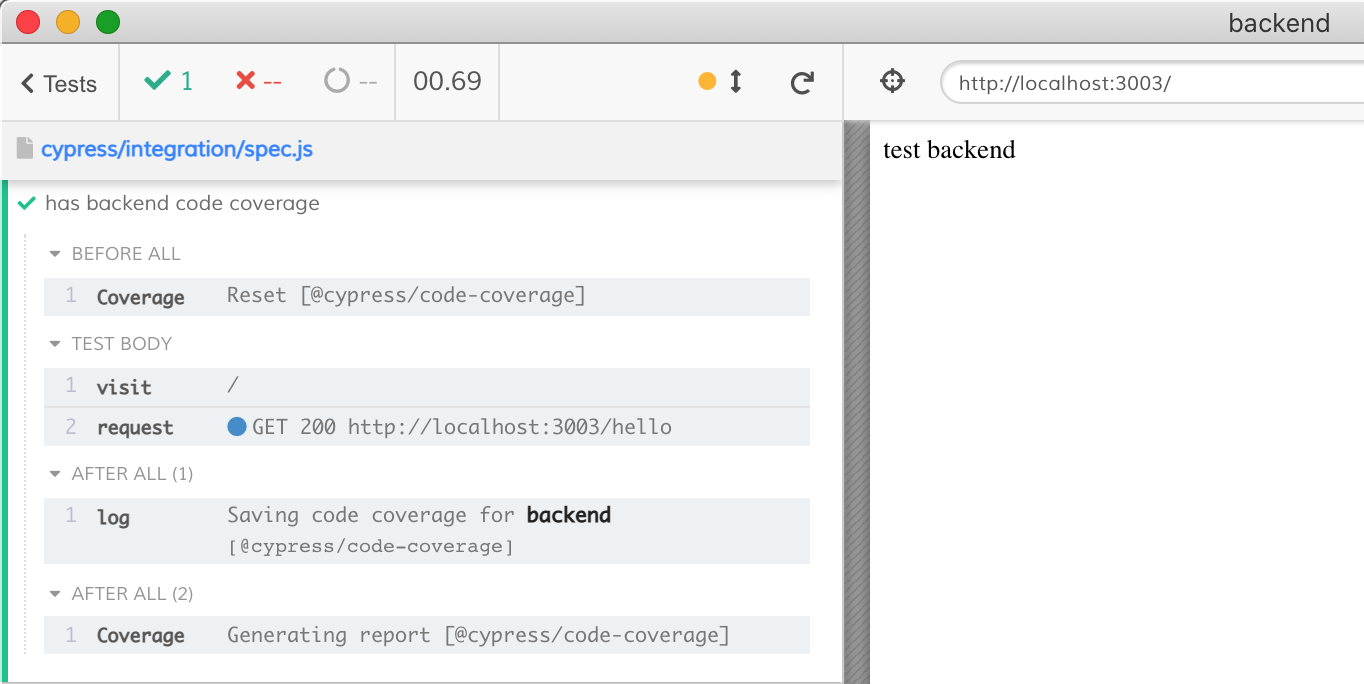 backend
Tests 1 -- -- 00.69 http://localhost:3003/
cypress/integration/spec.js
test backend
has backend code coverage
BEFORE ALL
1 Coverage Reset [@cypress/code-coverage]
TEST BODY
1 visit /
2 request GET 200 http://localhost:3003/hello
AFTER ALL (1)
1 log Saving code coverage for backend
[@cypress/code-coverage]
AFTER ALL (2)
1 Coverage Generating report [@cypress/code-coverage]